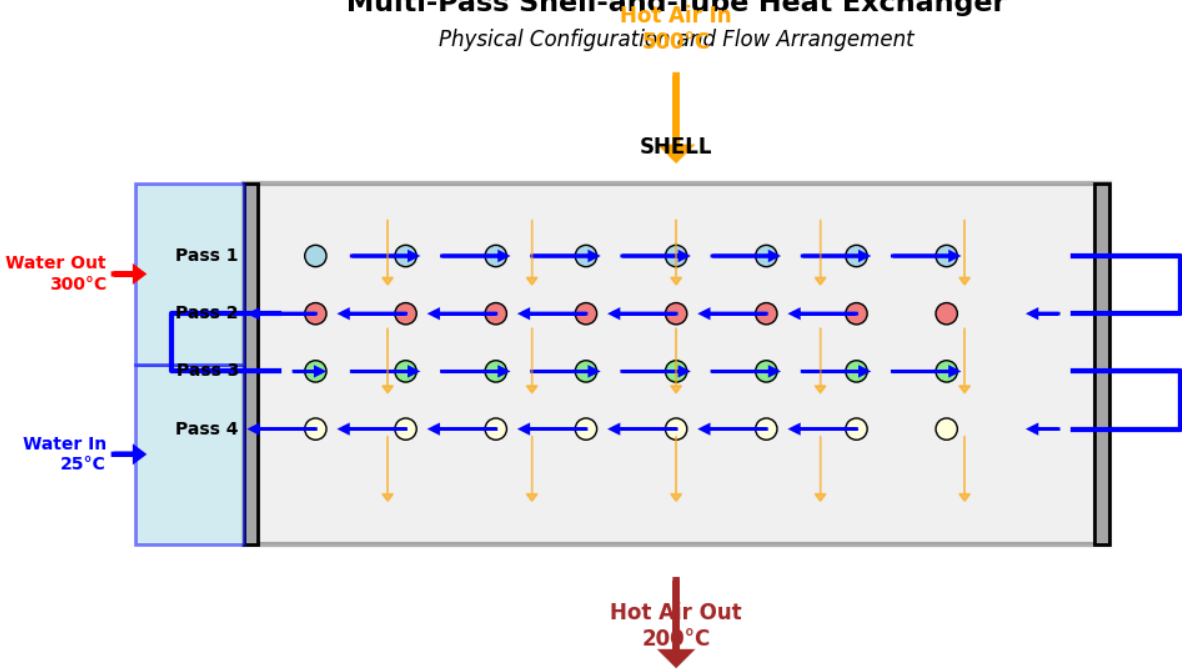 Multi-Pass Shell-and-Tube Heat Exchanger
Hot Air In
500°C
Physical Configuration and Flow Arrangement
SHELL
Pass 1
Water Out
300°C
Pass 2
Pass 3
Pass 4
Water In
25°C
Hot Air Out
200°C